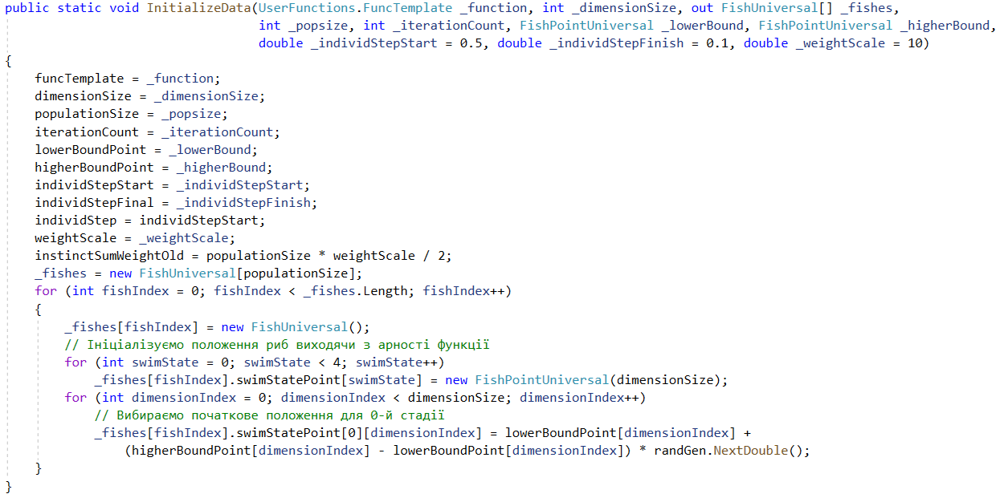 public static void InitializeData(UserFunctions.FuncTemplate _function, int _dimensionSize, out FishUniversal[] _fishes,
                                  int _popsize, int _iterationCount, FishPointUniversal _lowerBound, FishPointUniversal _higherBound,
                                  double _individStepStart = 0.5, double _individStepFinish = 0.1, double _weightScale = 10)
{
    funcTemplate = _function;
    dimensionSize = _dimensionSize;
    populationSize = _popsize;
    iterationCount = _iterationCount;
    lowerBoundPoint = _lowerBound;
    higherBoundPoint = _higherBound;
    individStepStart = _individStepStart;
    individStepFinal = _individStepFinish;
    individStep = individStepStart;
    weightScale = _weightScale;
    instinctSumWeightOld = populationSize * weightScale / 2;
    _fishes = new FishUniversal[populationSize];
    for (int fishIndex = 0; fishIndex < _fishes.Length; fishIndex++)
    {
        _fishes[fishIndex] = new FishUniversal();
        // Ініціалізуємо положення риб виходячи з арності функції
        for (int swimState = 0; swimState < 4; swimState++)
            _fishes[fishIndex].swimStatePoint[swimState] = new FishPointUniversal(dimensionSize);
        for (int dimensionIndex = 0; dimensionIndex < dimensionSize; dimensionIndex++)
            // Вибираємо початкове положення для 0-й стадії
            _fishes[fishIndex].swimStatePoint[0][dimensionIndex] = lowerBoundPoint[dimensionIndex] +
                (higherBoundPoint[dimensionIndex] - lowerBoundPoint[dimensionIndex]) * randGen.NextDouble();
    }
}